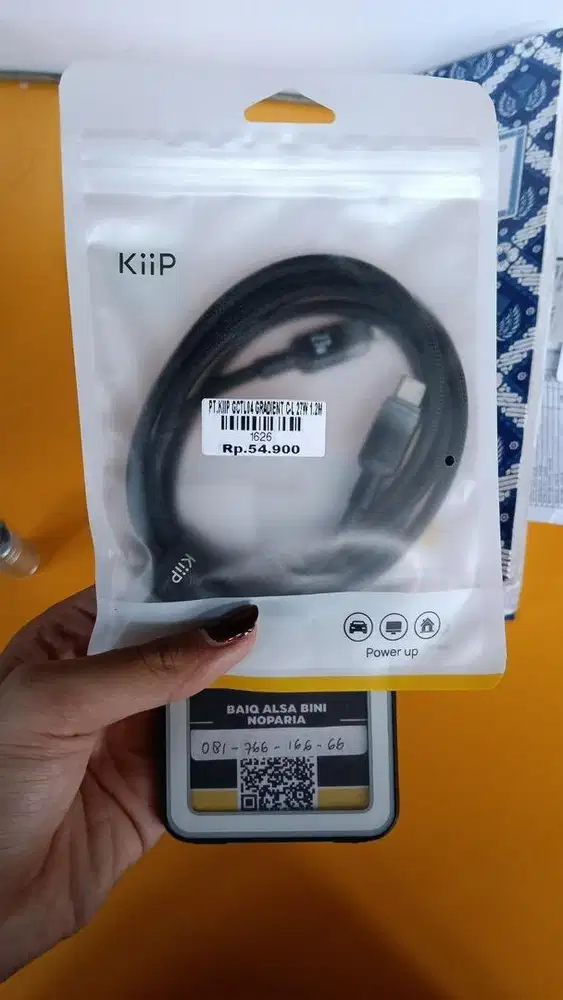 KiiP
PT.KIIP GCTL04 GRADIENT C-L 27W 1.2M
1626
Rp.54.900
KiiP
Power up
BAIQ ALSA BINI
NOPARIA
081-766-166-66